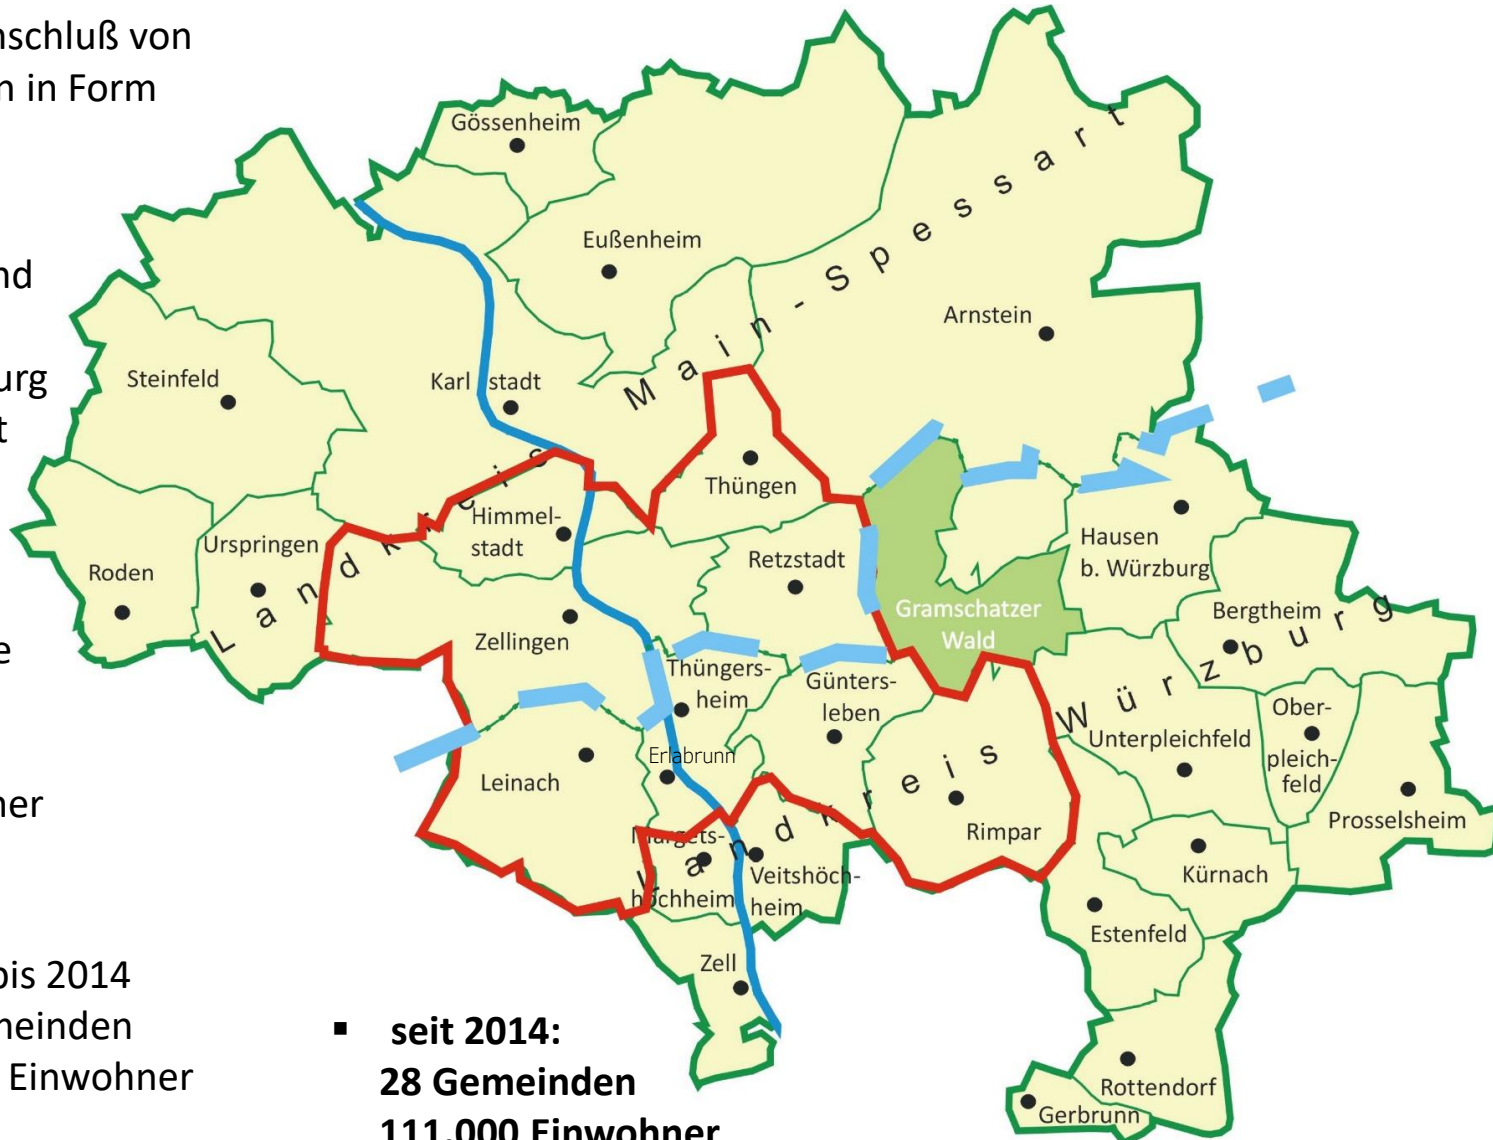 nschluß von
n in Form
nd
urg
t
e
ner
bis 2014
meinden
Einwohner
▪ seit 2014:
28 Gemeinden
111.000 Einwohner
Gössenheim
Eußenheim
Main-Spessart
Arnstein
Steinfeld
Karlstadt
Thüngen
Landkreis
Himmel-
stadt
Urspringen
Roden
Retzstadt
Hausen
b. Würzburg
Gramschatzer
Wald
Bergtheim
Zellingen
Thüngers-
heim
Günters-
leben
Würzburg
Ober-
pleich-
feld
Unterpleichfeld
Erlabrunn
Leinach
Landkreis
Rimpar
Prosselsheim
Margets-
höchheim
Veitshöch-
heim
Kürnach
Estenfeld
Zell
Rottendorf
Gerbrunn